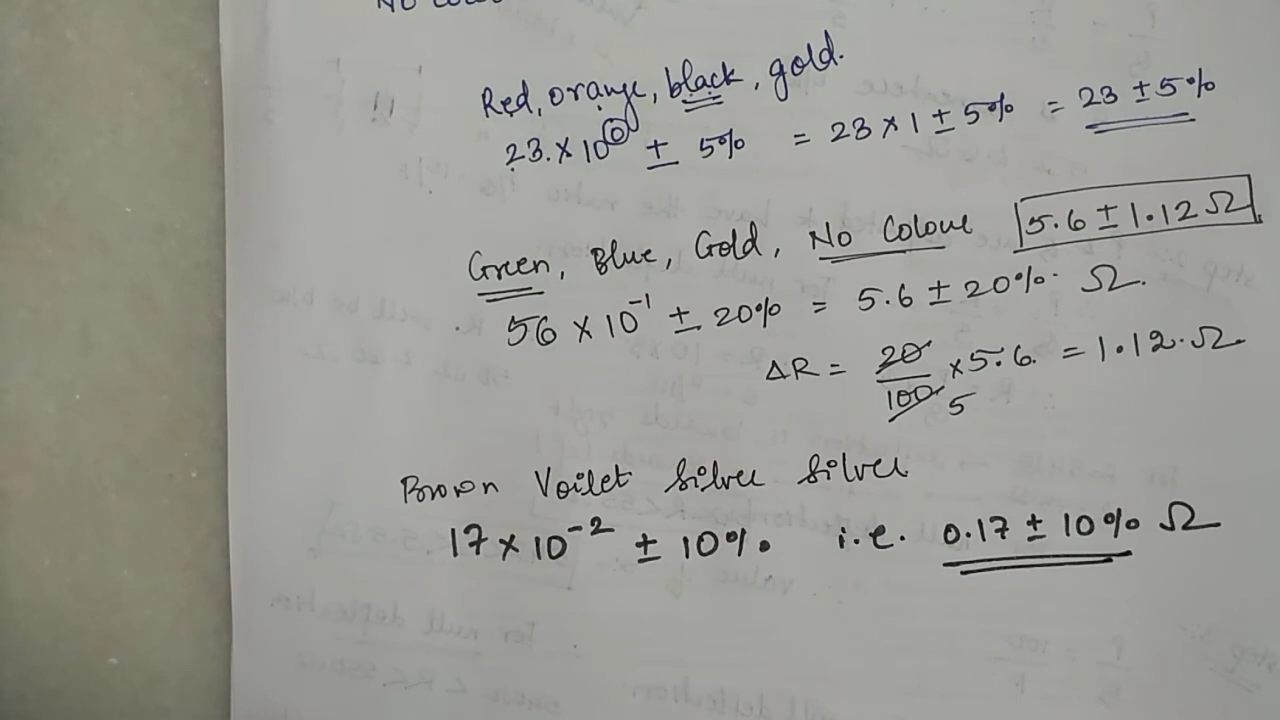 Red, orange, black, gold.
23. × 10⁰ ± 5% = 23 × 1 ± 5% = 23 ± 5%
Green, Blue, Gold, No Colour 5.6 ± 1.12 Ω
56 × 10⁻¹ ± 20% = 5.6 ± 20% Ω.
ΔR = 20/100 × 5.6 = 1.12 Ω
5
Brown Voilet Silver Silver
17 × 10⁻² ± 10%. i.e. 0.17 ± 10% Ω